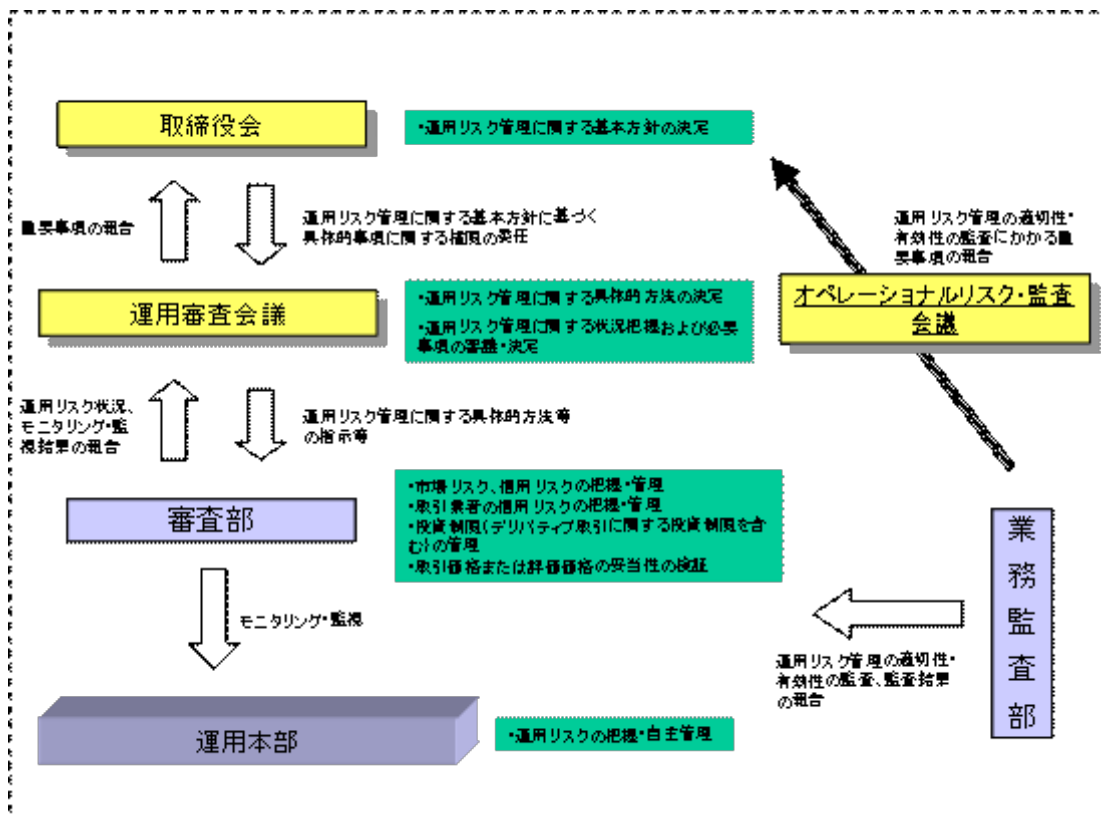 取締役会
・運用リスク管理に関する基本方針の決定
重要事項の報告
運用リスク管理に関する基本方針に基づく
具体的事項に関する権限の委任
運用リスク管理の適切性・
有効性の監査にかかる重
要事項の報告
運用審査会議
・運用リスク管理に関する具体的方法の決定
・運用リスク管理に関する状況把握および必要
事項の審議・決定
オペレーショナルリスク・監査
会議
運用リスク状況、
モニタリング・監
視結果の報告
運用リスク管理に関する具体的方法等
の指示等
審査部
・市場リスク、信用リスクの把握・管理
・取引業者の信用リスクの把握・管理
・投資制限(デリバティブ取引に関する投資制限を含
む)の管理
・取引価格または評価価格の妥当性の検証
業
務
監
査
部
モニタリング・監視
運用リスク管理の適切性・
有効性の監査、監査結果
の報告
運用本部
・運用リスクの把握・自主管理